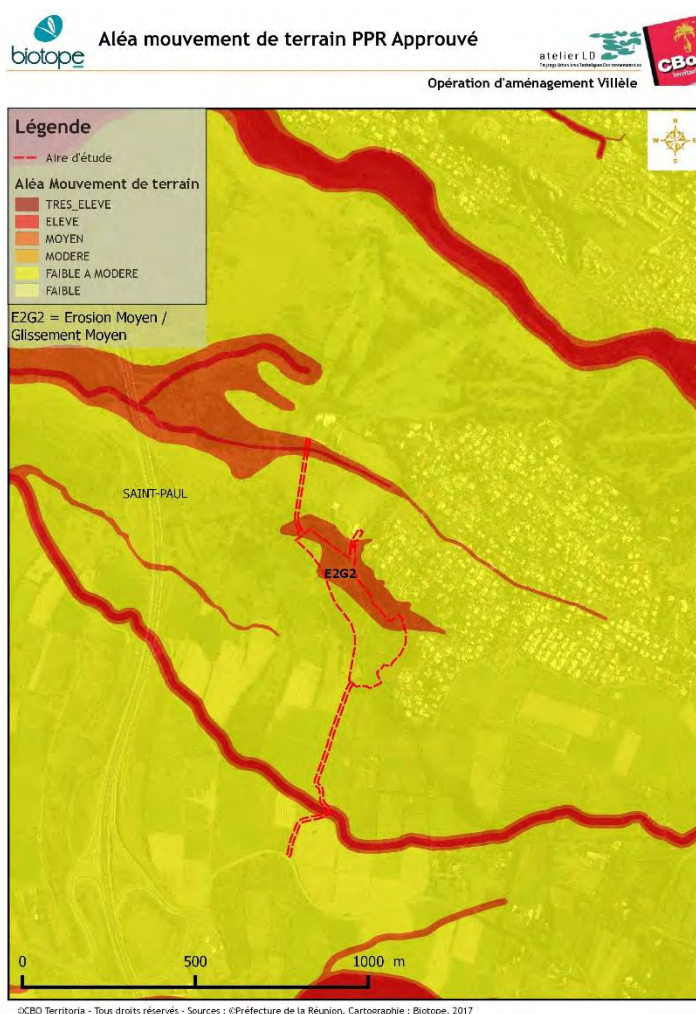 biotope
Aléa mouvement de terrain PPR Approuvé
atelier LD
CBo
Territoria
Opération d'aménagement Villèle
Légende
Aire d'étude
Aléa Mouvement de terrain
TRES_ELEVE
ELEVE
MOYEN
MODERE
FAIBLE A MODERE
FAIBLE
E2G2 = Erosion Moyen /
Glissement Moyen
N
W E
S
SAINT-PAUL
E2G2
0 500 1000 m
©CBO Territoria - Tous droits réservés - Sources : ©Préfecture de la Réunion, Cartographie : Biotope, 2017